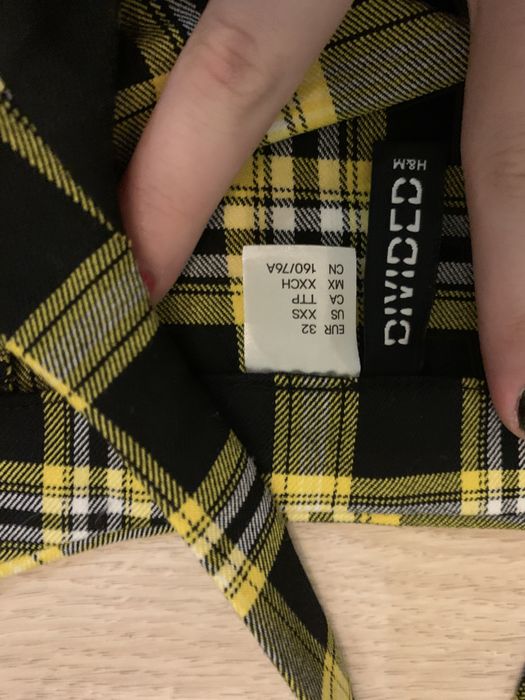 DIVIDED
H&M
EUR 32
US XXS
CA TTP
MX XXCH
CN 160/76A